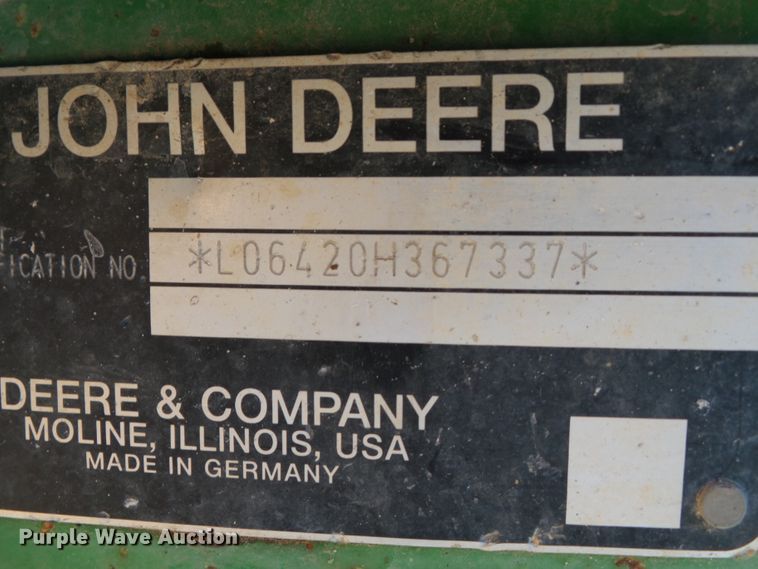 JOHN DEERE
FICATION NO. *L06420H367337*
DEERE & COMPANY
MOLINE, ILLINOIS, USA
MADE IN GERMANY
Purple Wave Auction